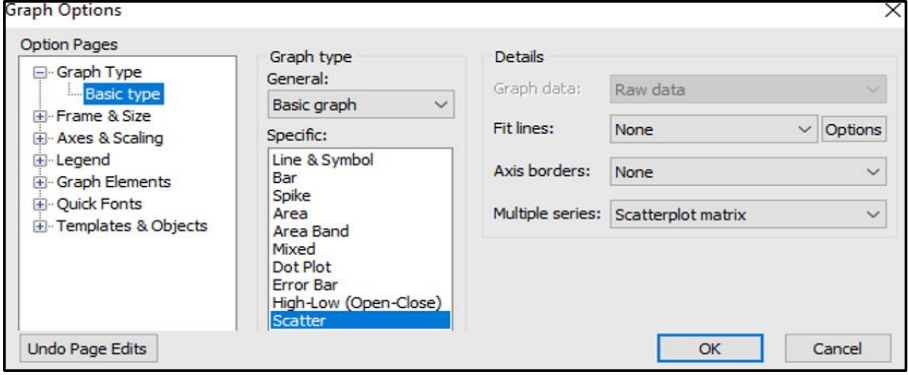 Graph Options
Option Pages
Graph Type
Basic type
Frame & Size
Axes & Scaling
Legend
Graph Elements
Quick Fonts
Templates & Objects
Undo Page Edits
Graph type
General:
Basic graph
Specific:
Line & Symbol
Bar
Spike
Area
Area Band
Mixed
Dot Plot
Error Bar
High-Low (Open-Close)
Scatter
Details
Graph data: Raw data
Fit lines: None Options
Axis borders: None
Multiple series: Scatterplot matrix
OK Cancel